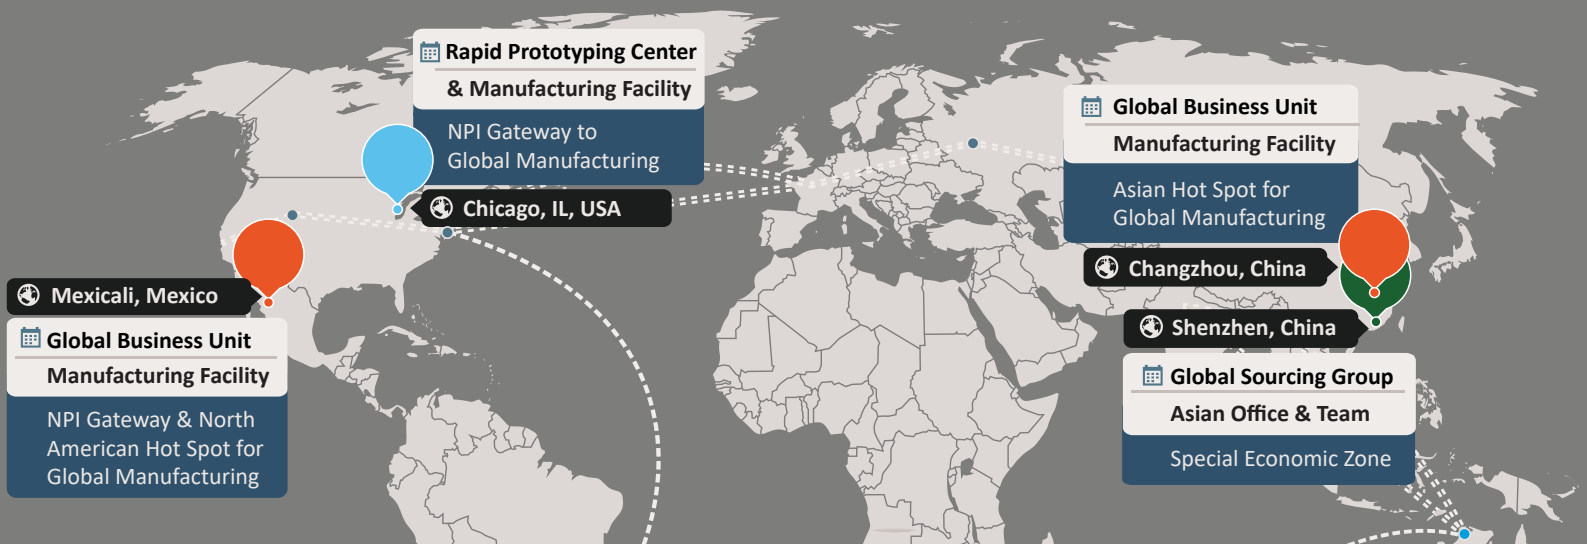 Rapid Prototyping Center
& Manufacturing Facility
NPI Gateway to
Global Manufacturing
Chicago, IL, USA
Mexicali, Mexico
Global Business Unit
Manufacturing Facility
NPI Gateway & North
American Hot Spot for
Global Manufacturing
Global Business Unit
Manufacturing Facility
Asian Hot Spot for
Global Manufacturing
Changzhou, China
Shenzhen, China
Global Sourcing Group
Asian Office & Team
Special Economic Zone